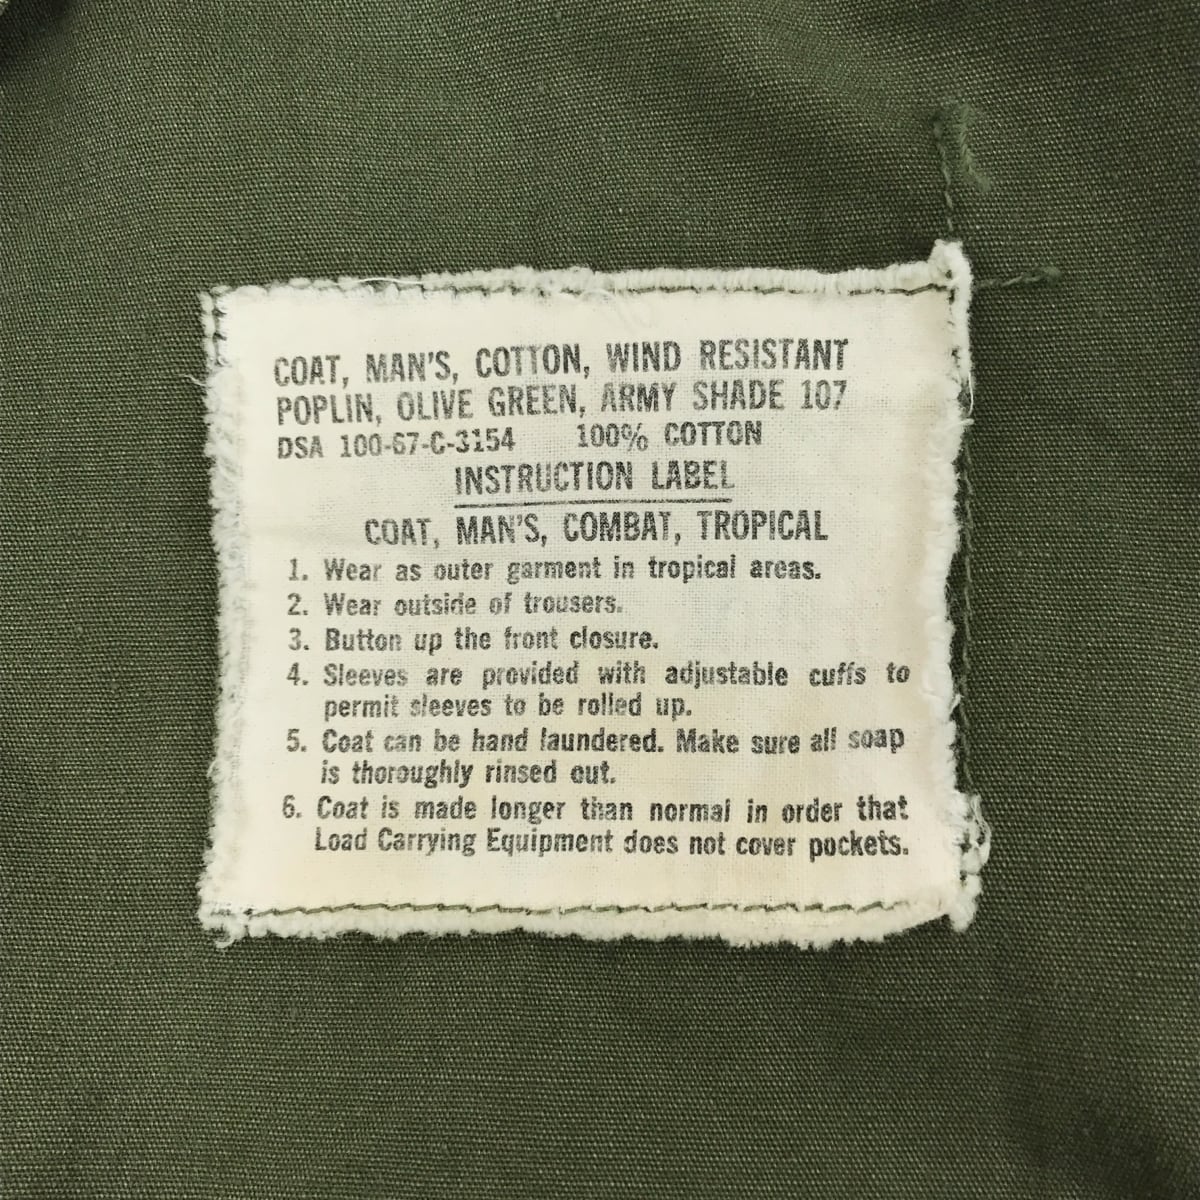 COAT, MAN'S, COTTON, WIND RESISTANT
POPLIN, OLIVE GREEN, ARMY SHADE 107
DSA 100-67-C-3154 100% COTTON
INSTRUCTION LABEL
COAT, MAN'S, COMBAT, TROPICAL
1. Wear as outer garment in tropical areas.
2. Wear outside of trousers.
3. Button up the front closure.
4. Sleeves are provided with adjustable cuffs to
permit sleeves to be rolled up.
5. Coat can be hand laundered. Make sure all soap
is thoroughly rinsed out.
6. Coat is made longer than normal in order that
Load Carrying Equipment does not cover pockets.